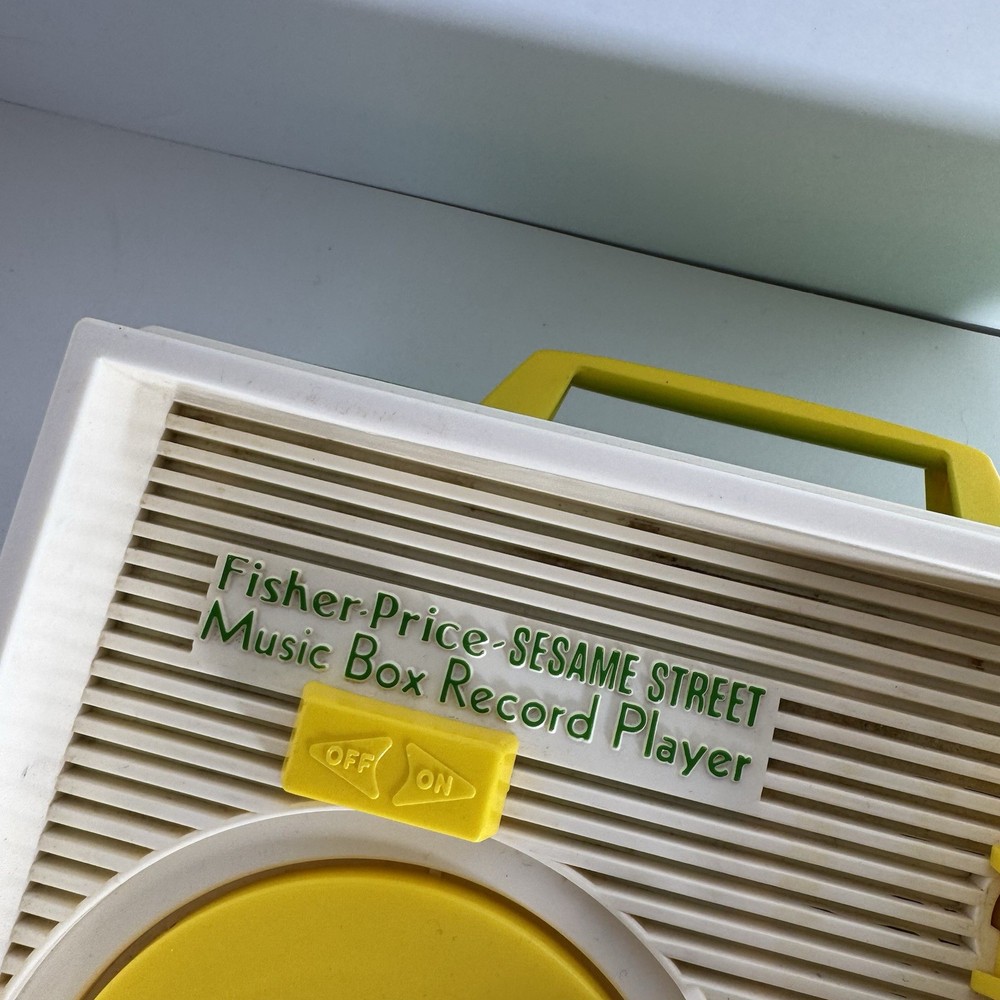 Fisher-Price-SESAME STREET
Music Box Record Player
OFF ON